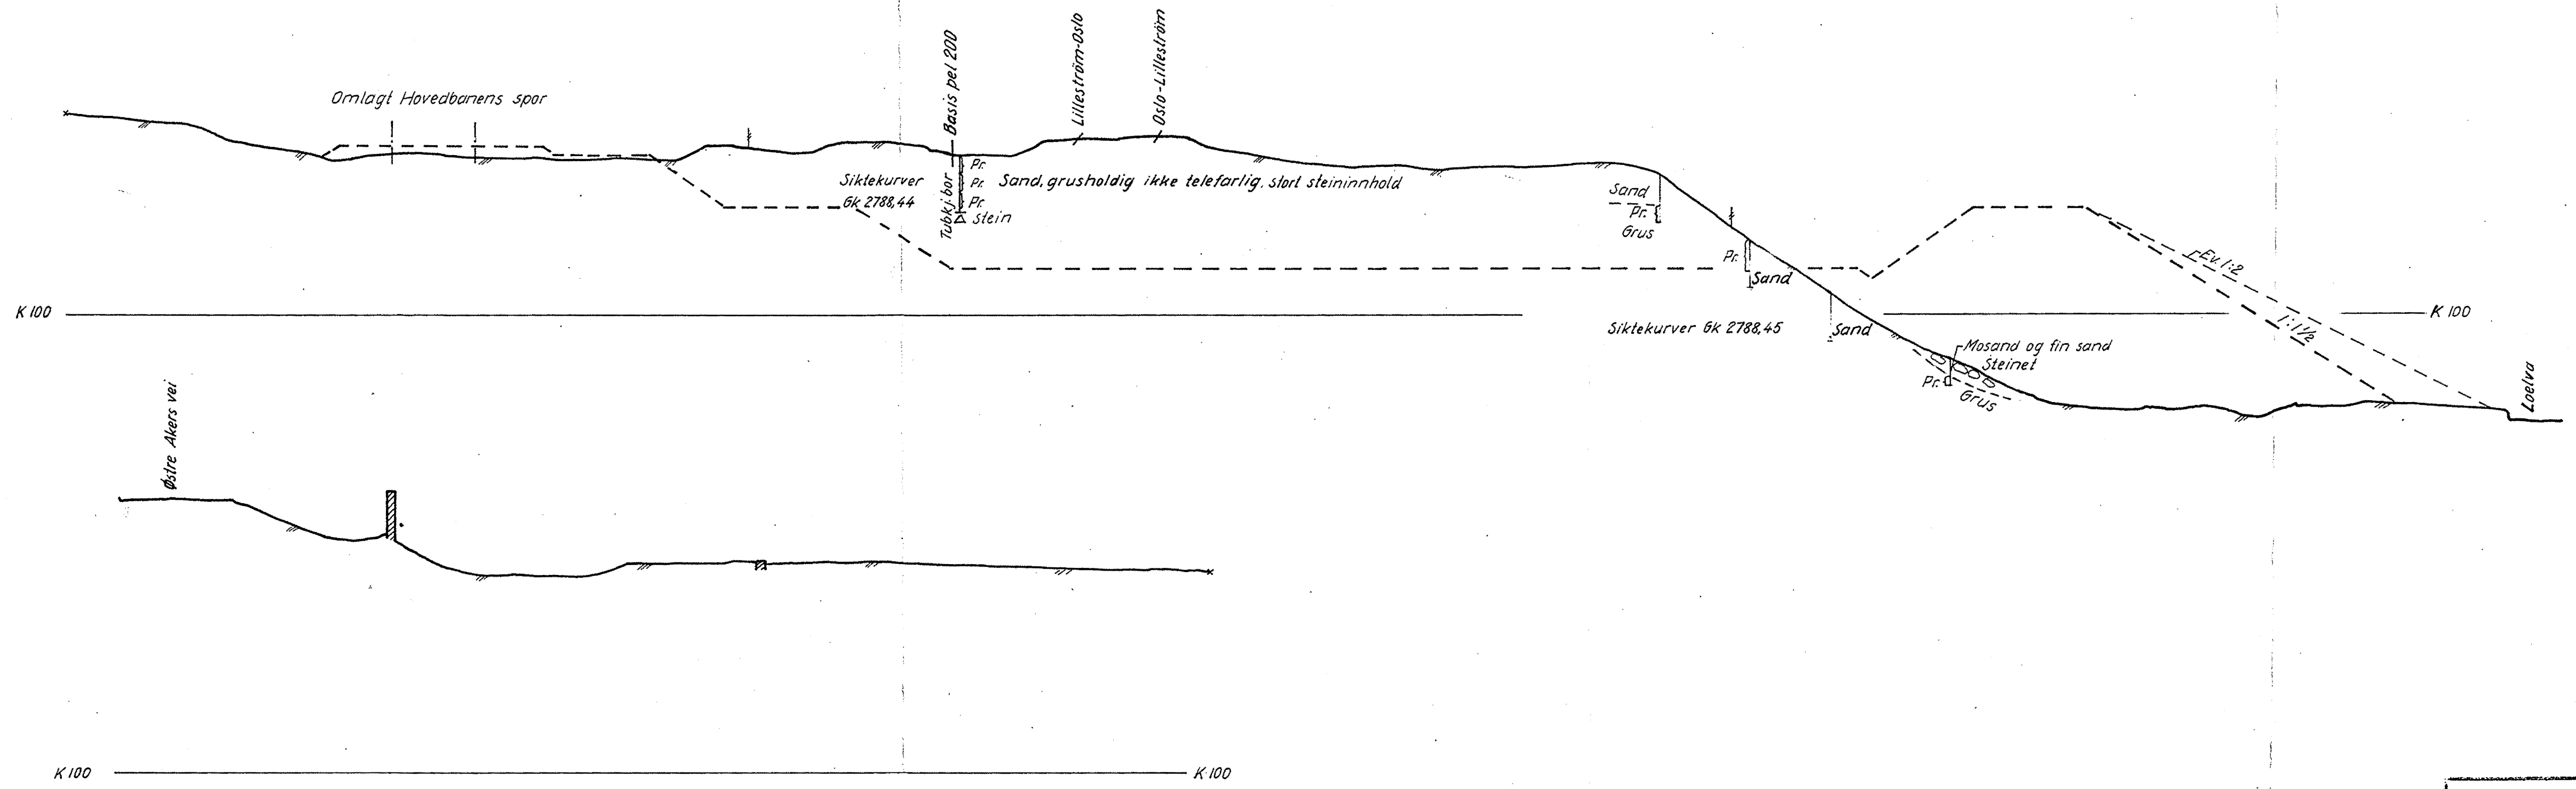 Omlagt Hovedbanens spor
Basis pel 200
Lilleström-Oslo
Oslo-Lilleström
Tubkj.bor
Pr.
Pr.
Pr.
stein
Siktekurver
Gk 2788,44
Sand, grusholdig ikke telefarlig, stort steininnhold
Sand
Pr.
Grus
Pr.
Sand
Ev. 1:2
1:1½
K 100
K 100
Siktekurver Gk 2788,45
Sand
Mosand og fin sand
Steinet
Pr.
Grus
Loelva
Østre Akers vei
K 100
K 100